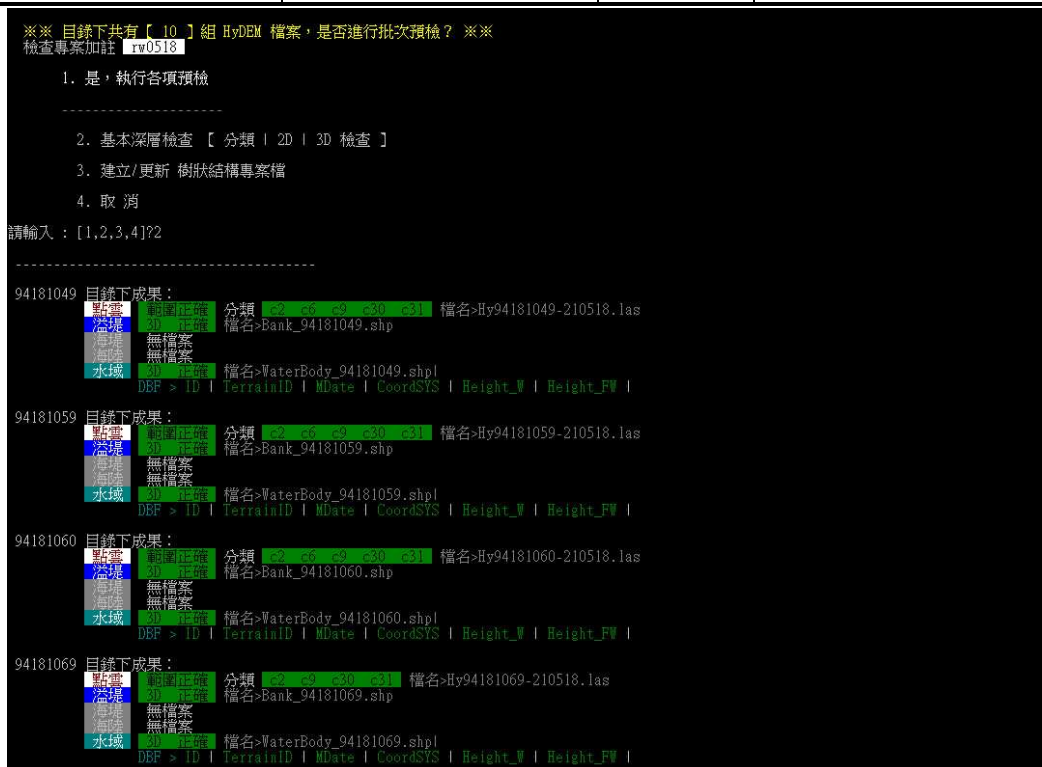 ※※ 目錄下共有【 10 】組 HyDEM 檔案，是否進行批次預檢？ ※※
檢查專案加註 rw0518
1. 是，執行各項預檢
---------------------
2. 基本深層檢查 【 分類 | 2D | 3D 檢查 】
3. 建立/更新 樹狀結構專案檔
4. 取 消
請輸入 : [1,2,3,4]?2
---------------------------------------
94181049 目錄下成果：
點雲 範圍正確 分類 c2 c6 c9 c30 c31 檔名>Hy94181049-210518.las
溢堤 3D 正確 檔名>Bank_94181049.shp
海堤 無檔案
海陸 無檔案
水域 3D 正確 檔名>WaterBody_94181049.shp|
DBF > ID | TerrainID | MDate | CoordSYS | Height_W | Height_FW |
94181059 目錄下成果：
點雲 範圍正確 分類 c2 c6 c9 c30 c31 檔名>Hy94181059-210518.las
溢堤 3D 正確 檔名>Bank_94181059.shp
海堤 無檔案
海陸 無檔案
水域 3D 正確 檔名>WaterBody_94181059.shp|
DBF > ID | TerrainID | MDate | CoordSYS | Height_W | Height_FW |
94181060 目錄下成果：
點雲 範圍正確 分類 c2 c6 c9 c30 c31 檔名>Hy94181060-210518.las
溢堤 3D 正確 檔名>Bank_94181060.shp
海堤 無檔案
海陸 無檔案
水域 3D 正確 檔名>WaterBody_94181060.shp|
DBF > ID | TerrainID | MDate | CoordSYS | Height_W | Height_FW |
94181069 目錄下成果：
點雲 範圍正確 分類 c2 c9 c30 c31 檔名>Hy94181069-210518.las
溢堤 3D 正確 檔名>Bank_94181069.shp
海堤 無檔案
海陸 無檔案
水域 3D 正確 檔名>WaterBody_94181069.shp|
DBF > ID | TerrainID | MDate | CoordSYS | Height_W | Height_FW |